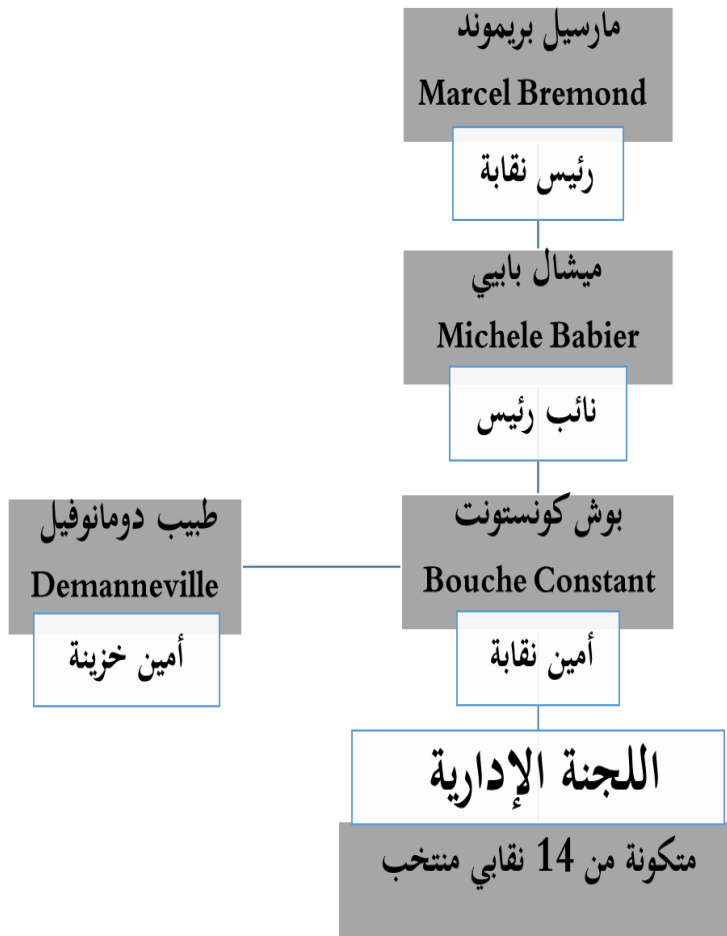 مارسيل بريموند
Marcel Bremond
رئيس نقابة
ميشال بابيي
Michele Babier
نائب رئيس
بوش كونستونت
Bouche Constant
أمين نقابة
طبيب دومانوفيل
Demanneville
أمين خزينة
اللجنة الإدارية
متكونة من 14 نقابي منتخب